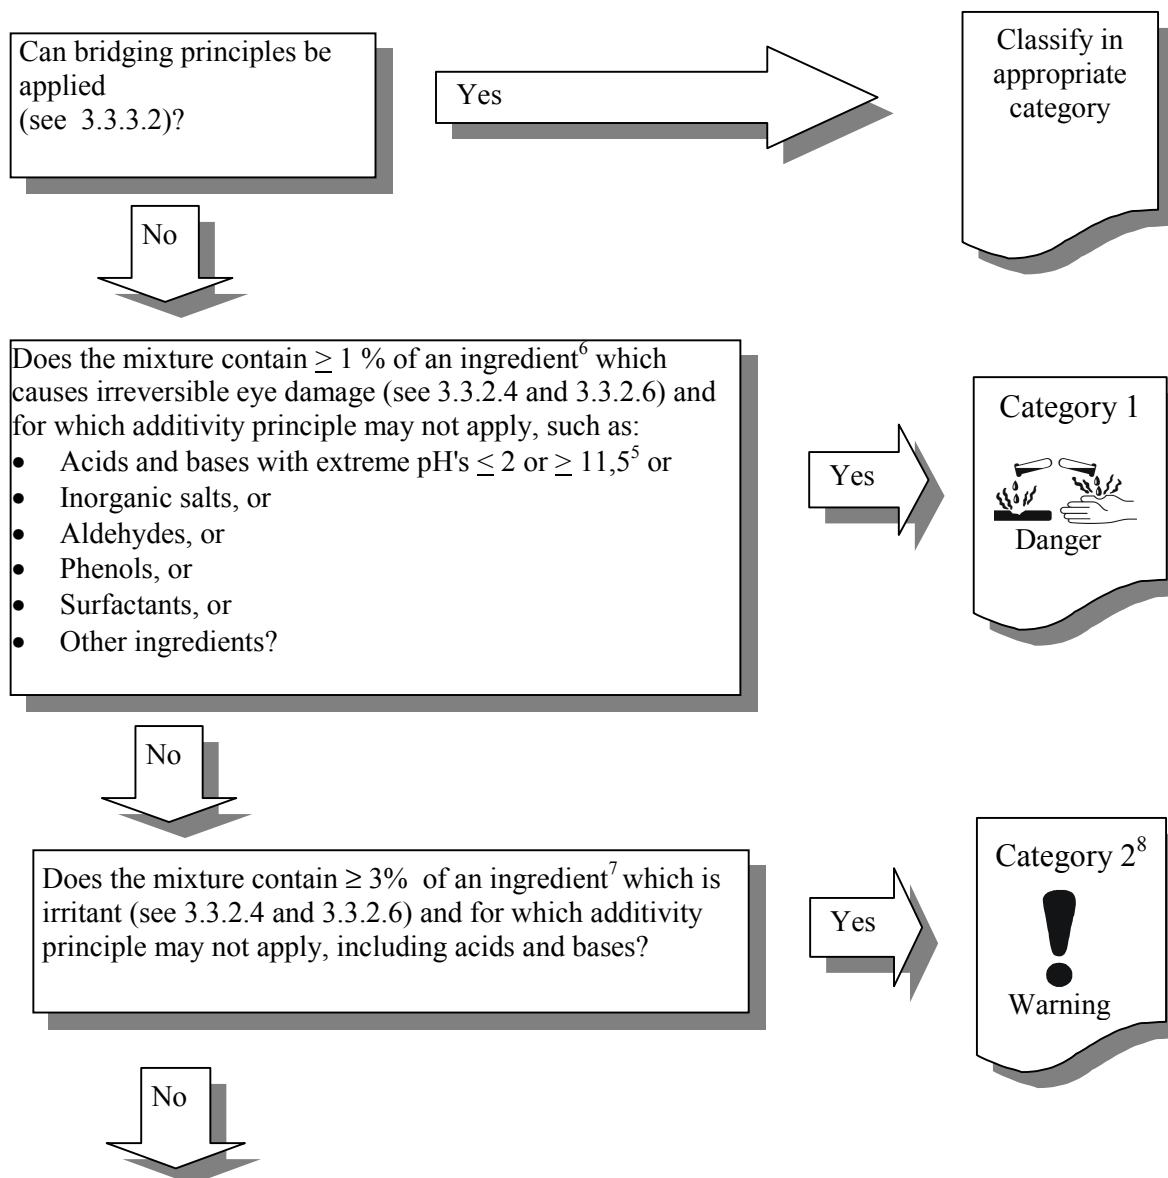 Can bridging principles be
applied
(see 3.3.3.2)?
Yes
Classify in
appropriate
category
No
Does the mixture contain ≥ 1 % of an ingredient⁶ which
causes irreversible eye damage (see 3.3.2.4 and 3.3.2.6) and
for which additivity principle may not apply, such as:
• Acids and bases with extreme pH's ≤ 2 or ≥ 11,5⁵ or
• Inorganic salts, or
• Aldehydes, or
• Phenols, or
• Surfactants, or
• Other ingredients?
Yes
Category 1
Danger
No
Does the mixture contain ≥ 3% of an ingredient⁷ which is
irritant (see 3.3.2.4 and 3.3.2.6) and for which additivity
principle may not apply, including acids and bases?
Yes
Category 2⁸
Warning
No